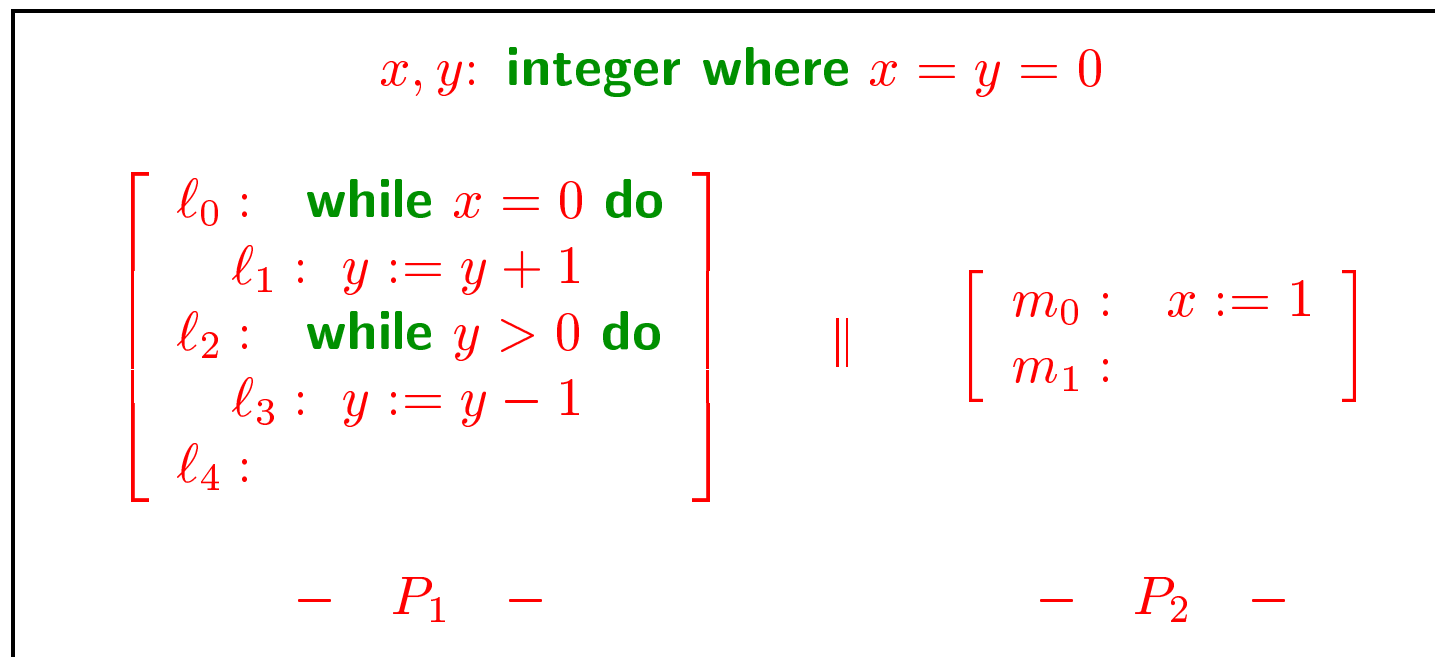 x, y: integer where x = y = 0
ℓ₀ : while x = 0 do
ℓ₁ : y := y + 1
ℓ₂ : while y > 0 do
ℓ₃ : y := y − 1
ℓ₄ :
‖
m₀ : x := 1
m₁ :
− P₁ − − P₂ −